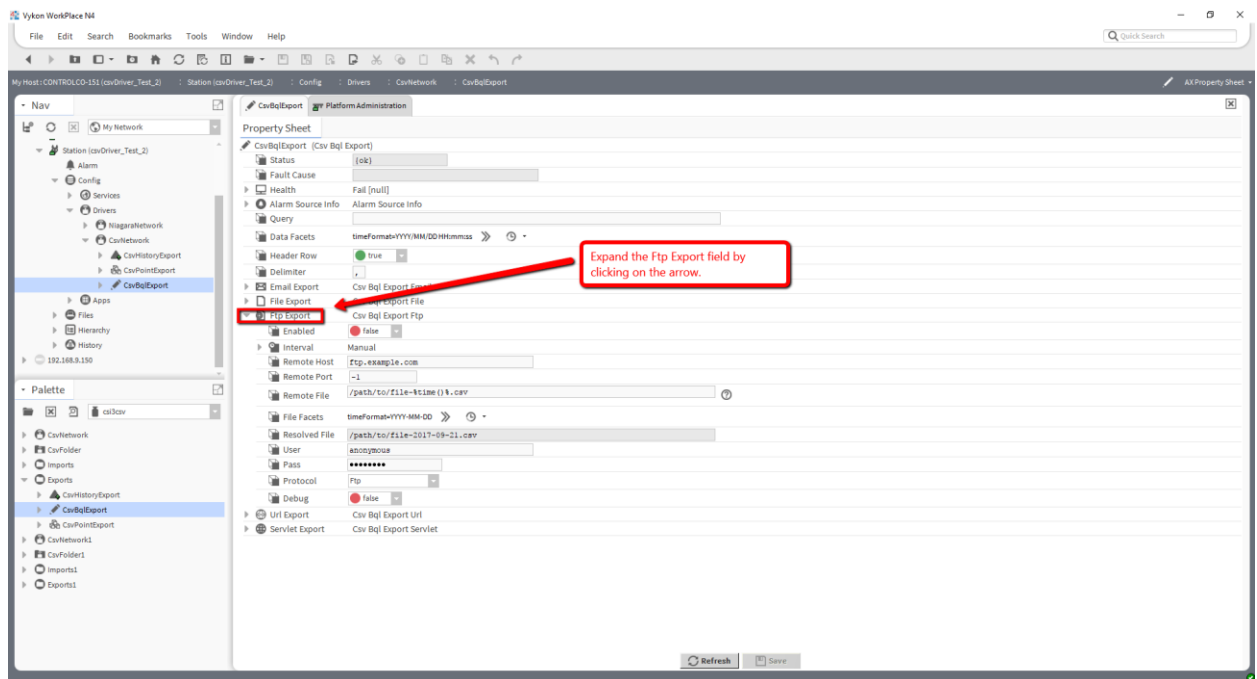 Vykon WorkPlace N4
File Edit Search Bookmarks Tools Window Help
Quick Search
My Host : CONTROLCO-151 (csvDriver_Test_2) : Station (csvDriver_Test_2) : Config : Drivers : CsvNetwork : CsvBqlExport
AX Property Sheet
Nav
My Network
Station (csvDriver_Test_2)
Alarm
Config
Services
Drivers
NiagaraNetwork
CsvNetwork
CsvHistoryExport
CsvPointExport
CsvBqlExport
Apps
Files
Hierarchy
History
192.168.9.150
Palette
csi3csv
CsvNetwork
CsvFolder
Imports
Exports
CsvHistoryExport
CsvBqlExport
CsvPointExport
CsvNetwork1
CsvFolder1
Imports1
Exports1
CsvBqlExport Platform Administration
Property Sheet
CsvBqlExport (Csv Bql Export)
Status {ok}
Fault Cause
Health Fail [null]
Alarm Source Info Alarm Source Info
Query
Data Facets timeFormat=YYYY/MM/DD HH:mm:ss
Header Row true
Delimiter ,
Email Export Csv Bql Export
File Export Csv Bql Export File
Ftp Export Csv Bql Export Ftp
Enabled false
Interval Manual
Remote Host ftp.example.com
Remote Port -1
Remote File /path/to/file-%time()%.csv
File Facets timeFormat=YYYY-MM-DD
Resolved File /path/to/file-2017-09-21.csv
User anonymous
Pass ••••••••
Protocol Ftp
Debug false
Url Export Csv Bql Export Url
Servlet Export Csv Bql Export Servlet
Expand the Ftp Export field by
clicking on the arrow.
Refresh Save